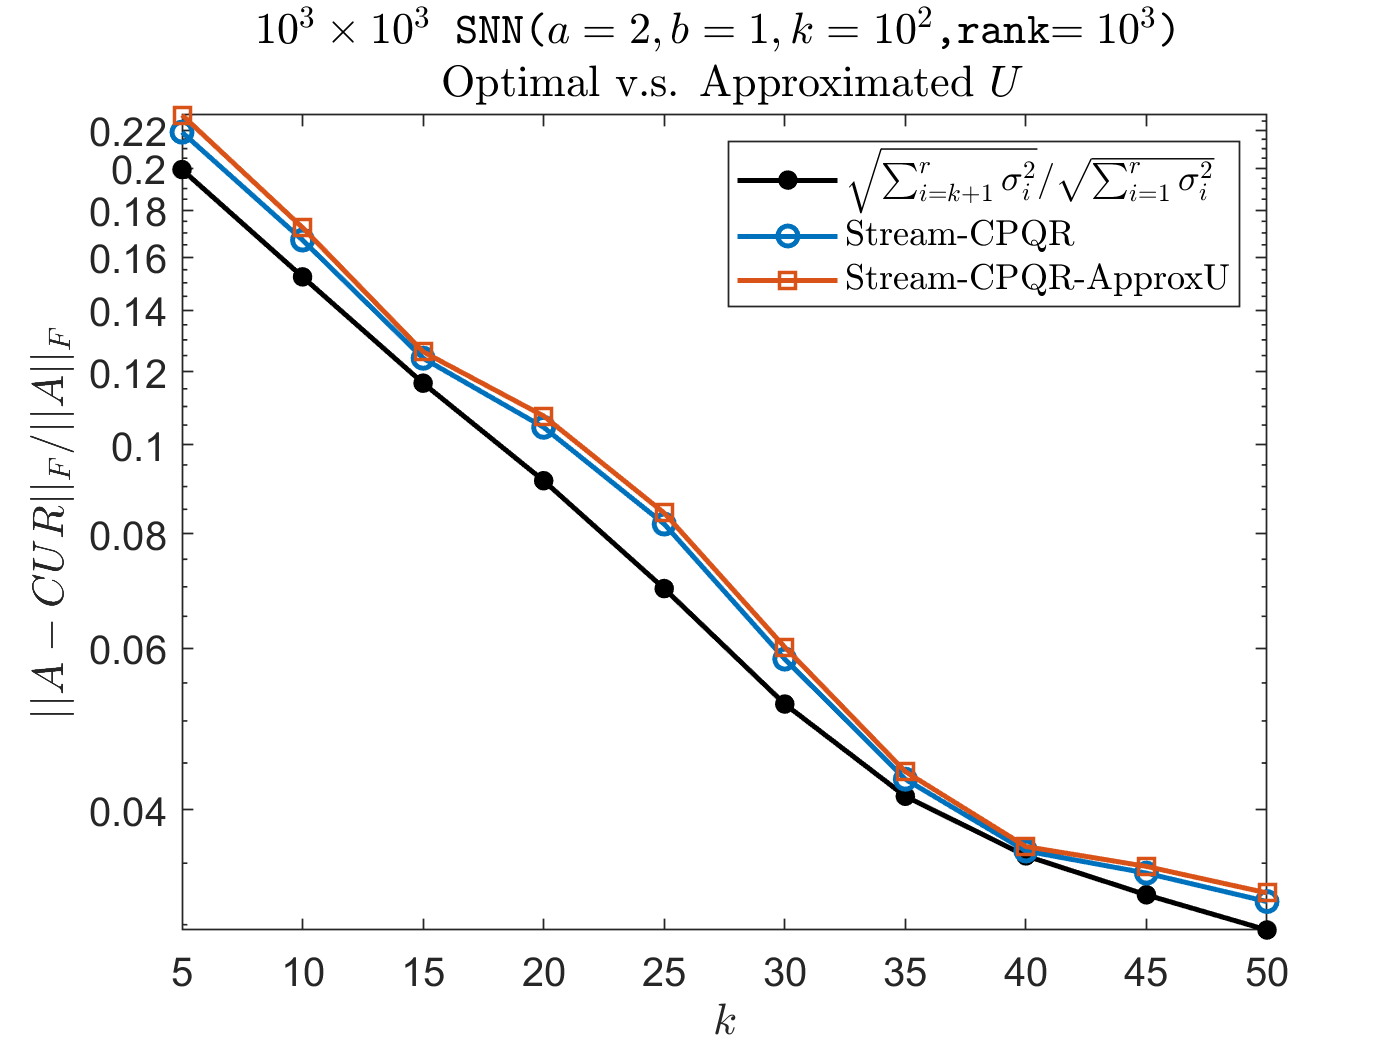 10³ × 10³ SNN(a = 2, b = 1, k = 10²,rank= 10³)
Optimal v.s. Approximated U
√∑ᵣᵢ₌ₖ₊₁ σᵢ²/√∑ʳᵢ₌₁ σᵢ²
Stream-CPQR
Stream-CPQR-ApproxU
||A − CUR||F/||A||F
0.22
0.2
0.18
0.16
0.14
0.12
0.1
0.08
0.06
0.04
5 10 15 20 25 30 35 40 45 50
k